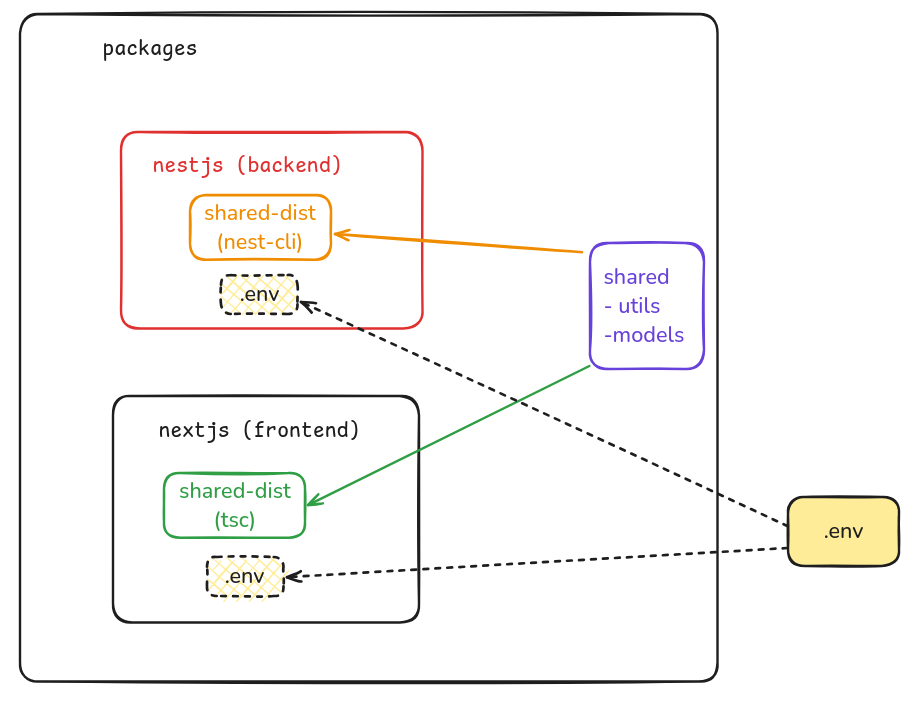 packages
nestjs (backend)
shared-dist
(nest-cli)
.env
shared
- utils
-models
nextjs (frontend)
shared-dist
(tsc)
.env
.env